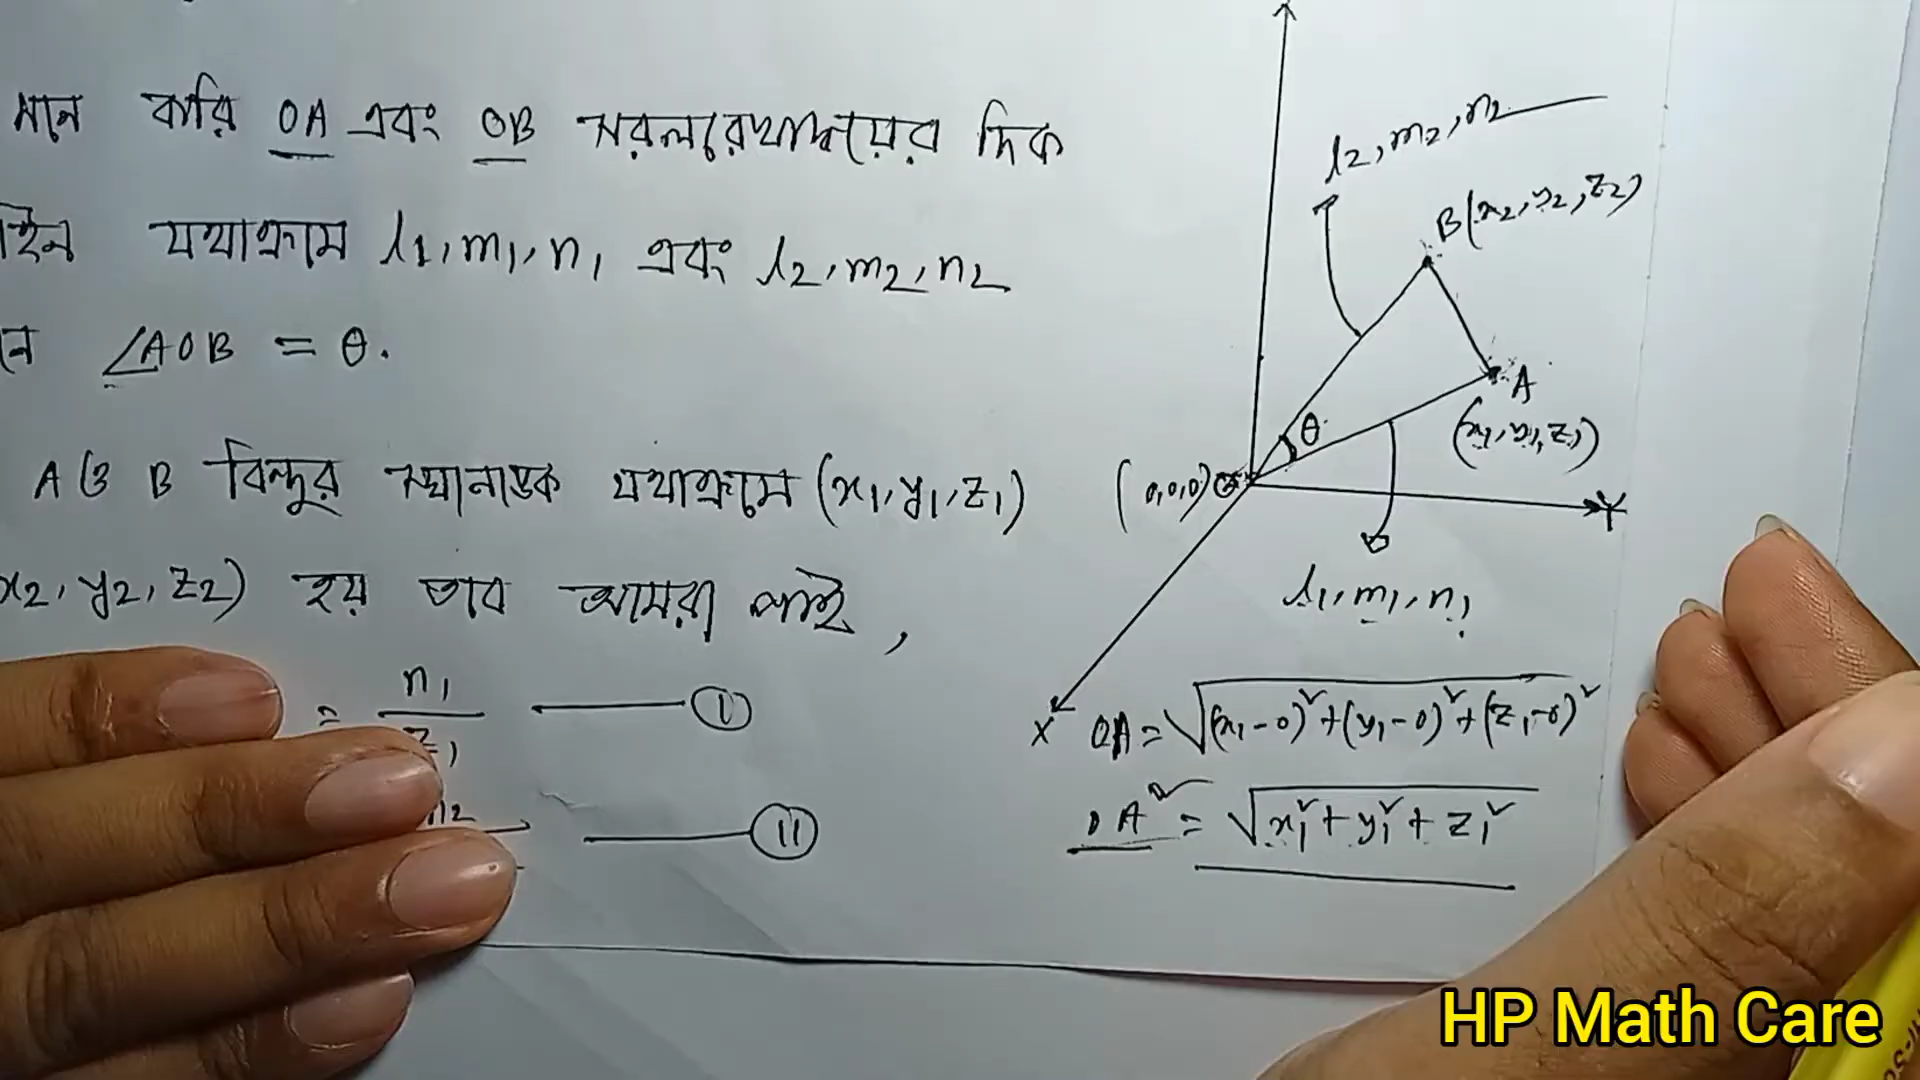 মনে করি OA এবং OB সরলরেখাদ্বয়ের দিক
যথাক্রমে l1, m1, n1 এবং l2, m2, n2
∠AOB = θ.
A ও B বিন্দুর স্থানাঙ্ক যথাক্রমে (x1, y1, z1)
x2, y2, z2) হয় তবে আমরা পাই,
= n1/z1 ——— (I)
——— (II)
l2, m2, n2
B(x2, y2, z2)
A
(x1, y1, z1)
θ
(0,0,0)
Y
l1, m1, n1
X
OA = √(x1-0)² + (y1-0)² + (z1-0)²
OA² = √x1² + y1² + z1²
HP Math Care